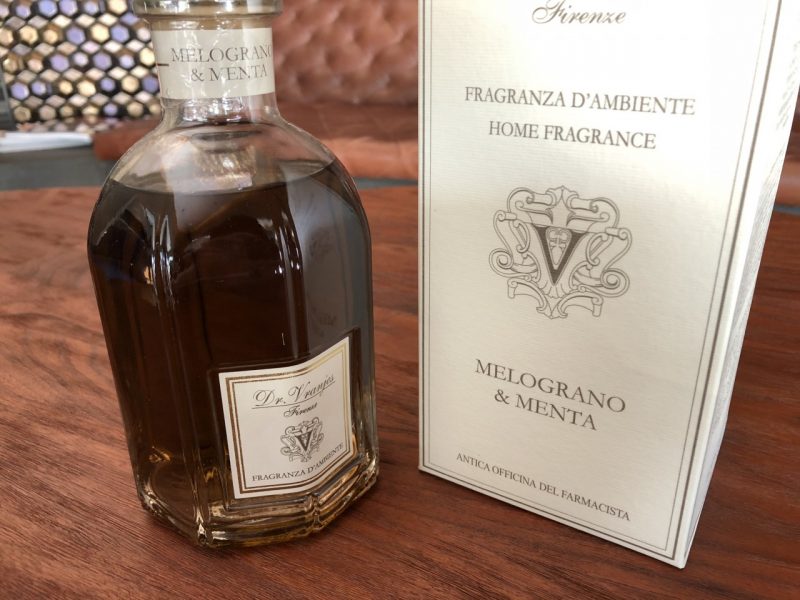 MELOGRANO
& MENTA
Dr. Vranjes
Firenze
V
FRAGRANZA D'AMBIENTE
Firenze
FRAGRANZA D'AMBIENTE
HOME FRAGRANCE
V
MELOGRANO
& MENTA
ANTICA OFFICINA DEL FARMACISTA